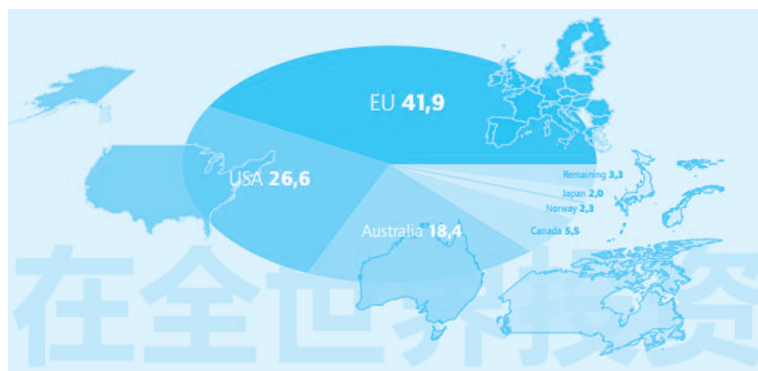 EU 41,9
USA 26,6
Remaining 3,3
Japan 2,0
Norway 2,3
Australia 18,4
Canada 5,5
在全世界投资